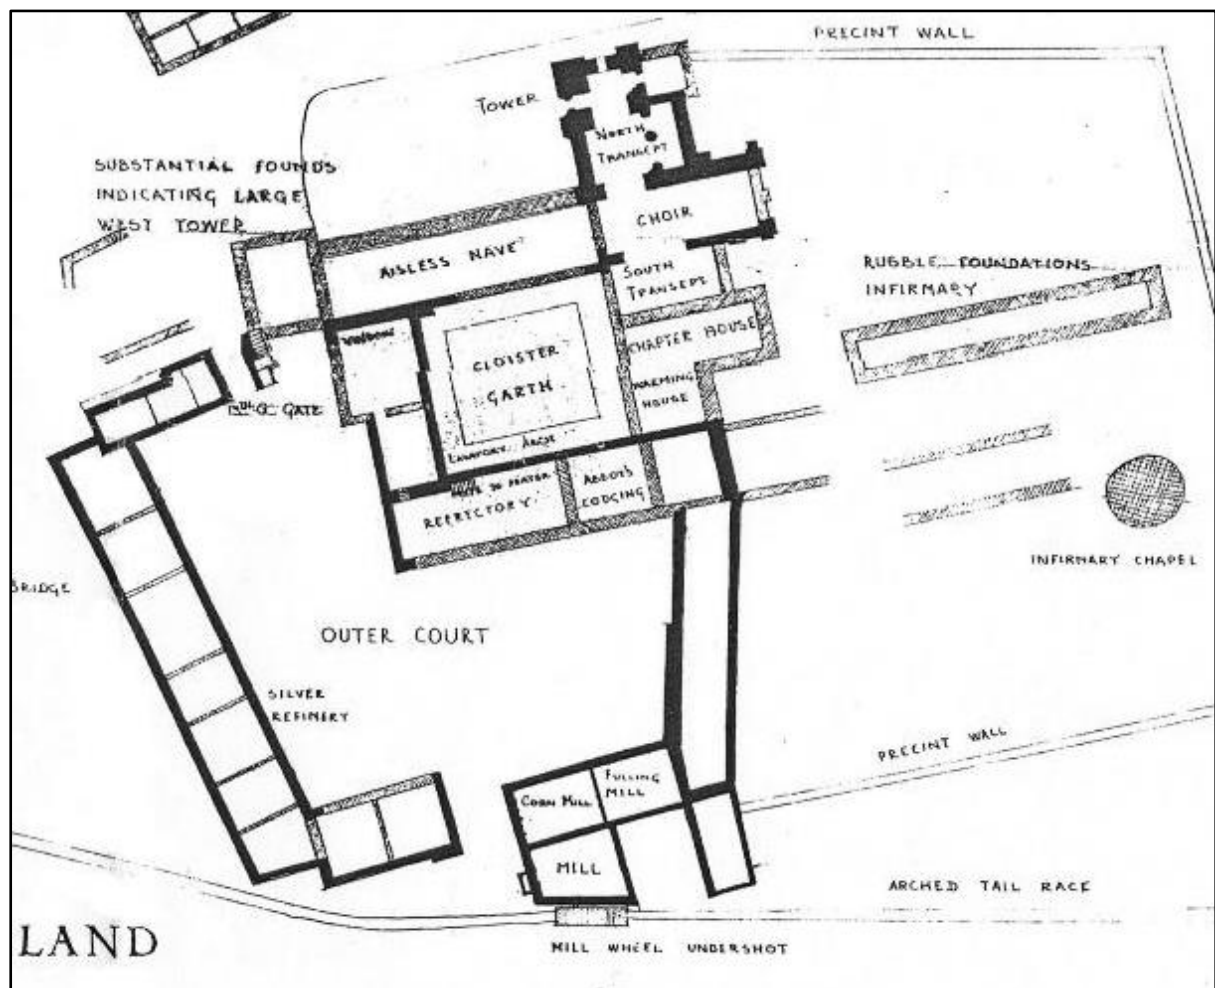 PRECINT WALL
TOWER
NORTH
TRANSEPT
SUBSTANTIAL FOUNDS
INDICATING LARGE
WEST TOWER
CHOIR
AISLESS NAVE
SOUTH
TRANSEPT
RUBBLE FOUNDATIONS
INFIRMARY
CHAPTER HOUSE
CLOISTER
GARTH
WARMING
HOUSE
GATE
ABBOT'S
LODGING
REFRECTORY
INFIRMARY CHAPEL
BRIDGE
OUTER COURT
SILVER
REFINERY
PRECINT WALL
FULLING
MILL
CORN MILL
MILL
ARCHED TAIL RACE
LAND
MILL WHEEL UNDERSHOT